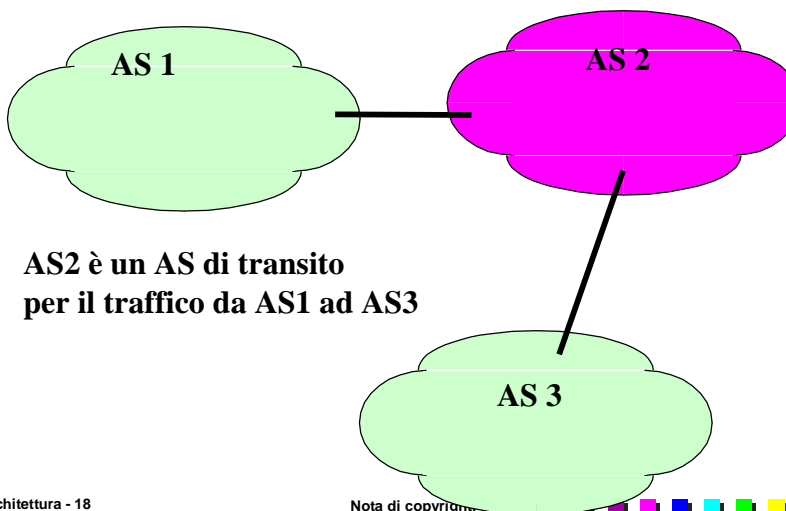 AS 1
AS 2
AS2 è un AS di transito
per il traffico da AS1 ad AS3
AS 3
chitettura - 18
Nota di copyright